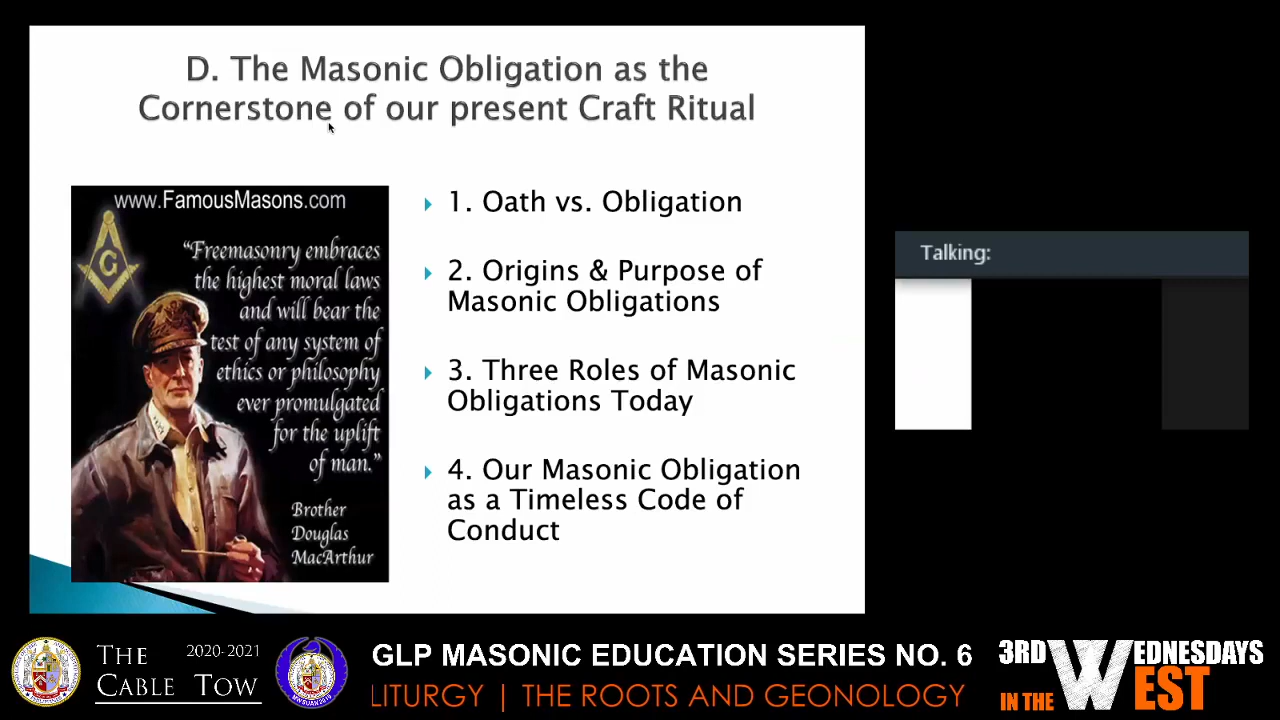 D. The Masonic Obligation as the
Cornerstone of our present Craft Ritual
www.FamousMasons.com
G
“Freemasonry embraces
the highest moral laws
and will bear the
test of any system of
ethics or philosophy
ever promulgated
for the uplift
of man.”
Brother
Douglas
MacArthur
1. Oath vs. Obligation
2. Origins & Purpose of
Masonic Obligations
3. Three Roles of Masonic
Obligations Today
4. Our Masonic Obligation
as a Timeless Code of
Conduct
Talking:
THE 2020-2021
CABLE TOW
GLP MASONIC EDUCATION SERIES NO. 6
LITURGY | THE ROOTS AND GEONOLOGY
3RD WEDNESDAYS
IN THE WEST